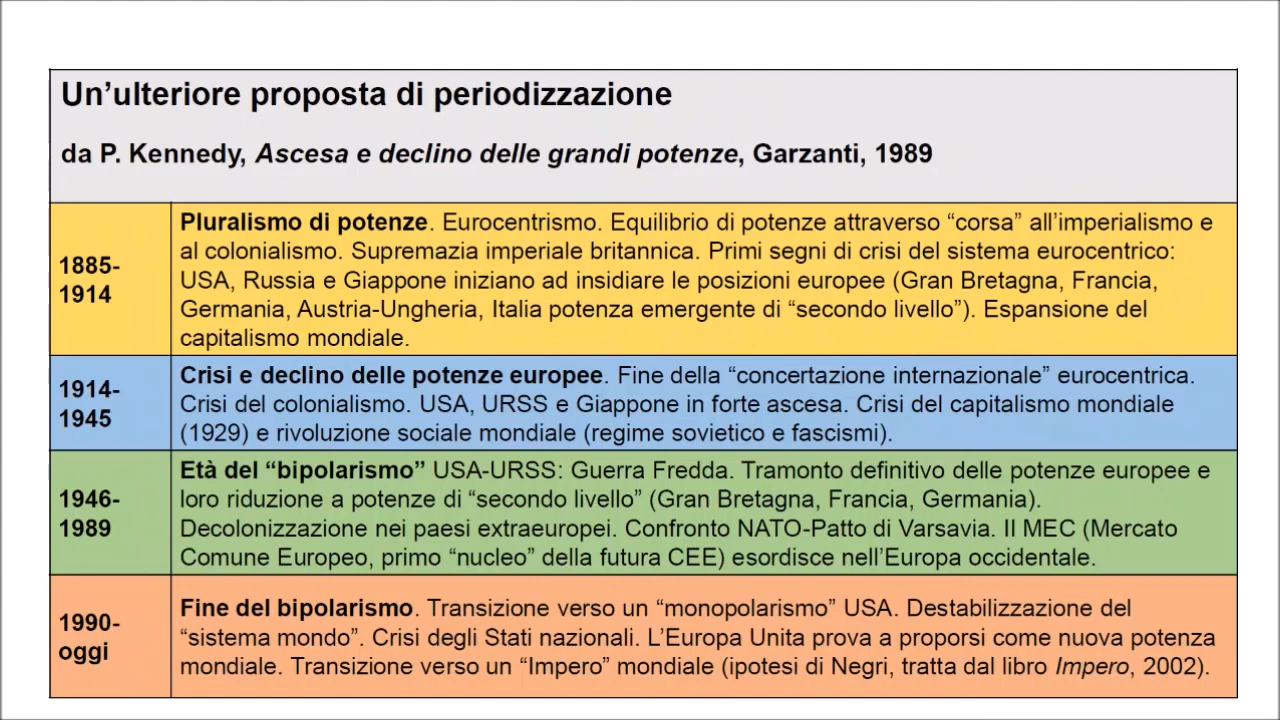 Un’ulteriore proposta di periodizzazione
da P. Kennedy, Ascesa e declino delle grandi potenze, Garzanti, 1989
1885-
1914
Pluralismo di potenze. Eurocentrismo. Equilibrio di potenze attraverso “corsa” all’imperialismo e
al colonialismo. Supremazia imperiale britannica. Primi segni di crisi del sistema eurocentrico:
USA, Russia e Giappone iniziano ad insidiare le posizioni europee (Gran Bretagna, Francia,
Germania, Austria-Ungheria, Italia potenza emergente di “secondo livello”). Espansione del
capitalismo mondiale.
1914-
1945
Crisi e declino delle potenze europee. Fine della “concertazione internazionale” eurocentrica.
Crisi del colonialismo. USA, URSS e Giappone in forte ascesa. Crisi del capitalismo mondiale
(1929) e rivoluzione sociale mondiale (regime sovietico e fascismi).
1946-
1989
Età del “bipolarismo” USA-URSS: Guerra Fredda. Tramonto definitivo delle potenze europee e
loro riduzione a potenze di “secondo livello” (Gran Bretagna, Francia, Germania).
Decolonizzazione nei paesi extraeuropei. Confronto NATO-Patto di Varsavia. Il MEC (Mercato
Comune Europeo, primo “nucleo” della futura CEE) esordisce nell’Europa occidentale.
1990-
oggi
Fine del bipolarismo. Transizione verso un “monopolarismo” USA. Destabilizzazione del
“sistema mondo”. Crisi degli Stati nazionali. L’Europa Unita prova a proporsi come nuova potenza
mondiale. Transizione verso un “Impero” mondiale (ipotesi di Negri, tratta dal libro Impero, 2002).